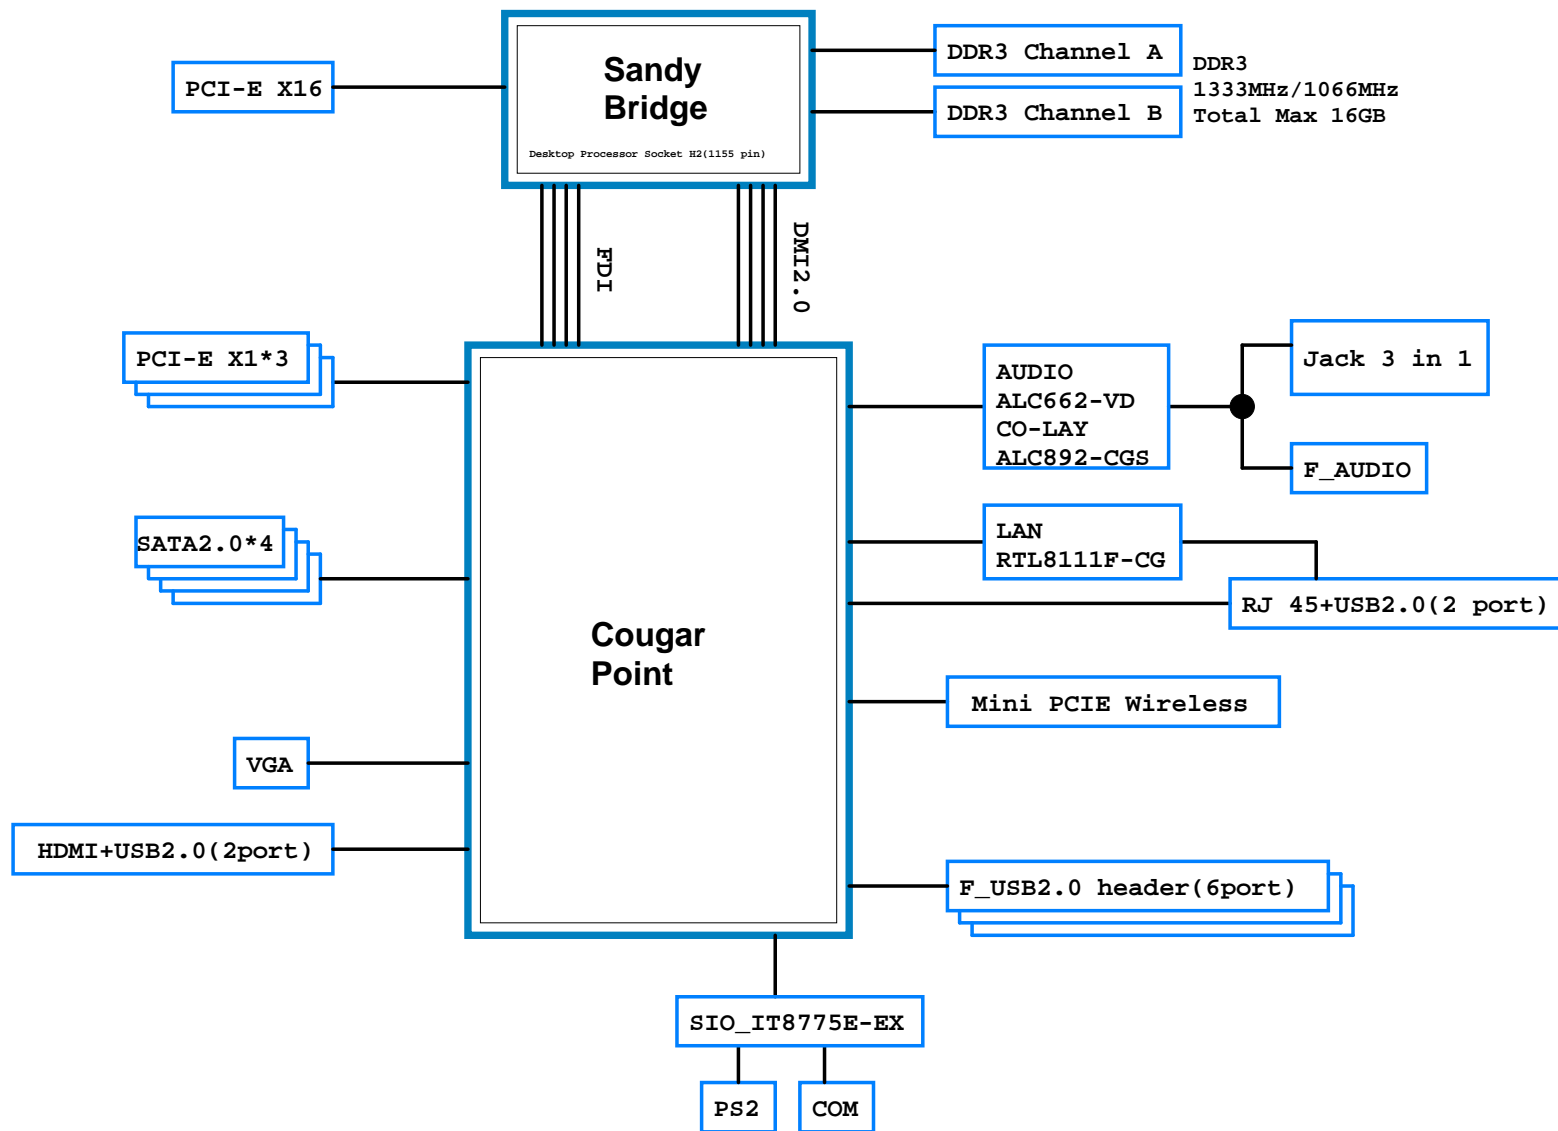 Sandy
Bridge
Desktop Processor Socket H2(1155 pin)
PCI-E X16
DDR3 Channel A
DDR3 Channel B
DDR3
1333MHz/1066MHz
Total Max 16GB
FDI
DMI2.0
PCI-E X1*3
SATA2.0*4
VGA
HDMI+USB2.0(2port)
Cougar
Point
AUDIO
ALC662-VD
CO-LAY
ALC892-CGS
Jack 3 in 1
F_AUDIO
LAN
RTL8111F-CG
RJ 45+USB2.0(2 port)
Mini PCIE Wireless
F_USB2.0 header(6port)
SIO_IT8775E-EX
PS2
COM